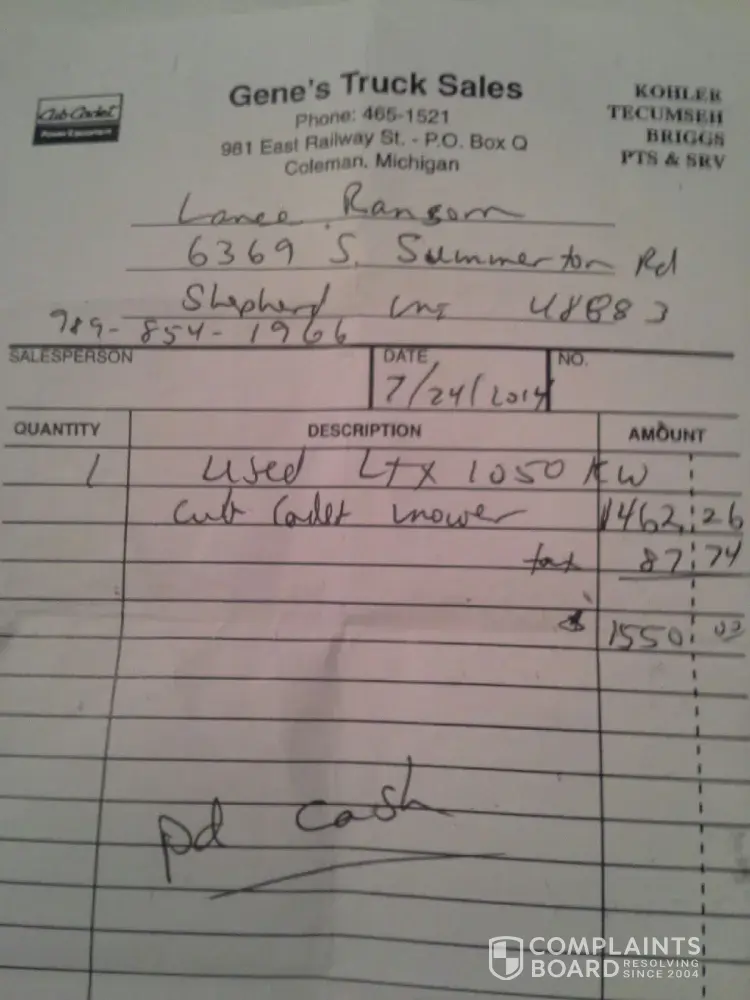 Gene's Truck Sales
Cub Cadet
Power Equipment
Phone: 465-1521
981 East Railway St. - P.O. Box Q
Coleman, Michigan
KOHLER
TECUMSEH
BRIGGS
PTS & SRV
Lance Ransom
6369 S. Summerton Rd
Shepherd MI 48883
989-854-1966
SALESPERSON DATE NO.
7/24/2014
QUANTITY DESCRIPTION AMOUNT
1 Used LTX 1050 KW
Cub Cadet mower 1462 26
tax 87 74
$ 1550 00
pd cash
COMPLAINTS
BOARD RESOLVING
SINCE 2004